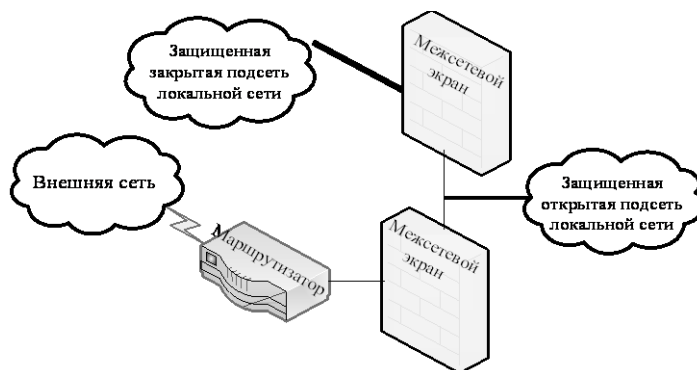 Защищенная
закрытая подсеть
локальной сети
Межсетевой
экран
Внешняя сеть
Защищенная
открытая подсеть
локальной сети
Маршрутизатор
Межсетевой
экран